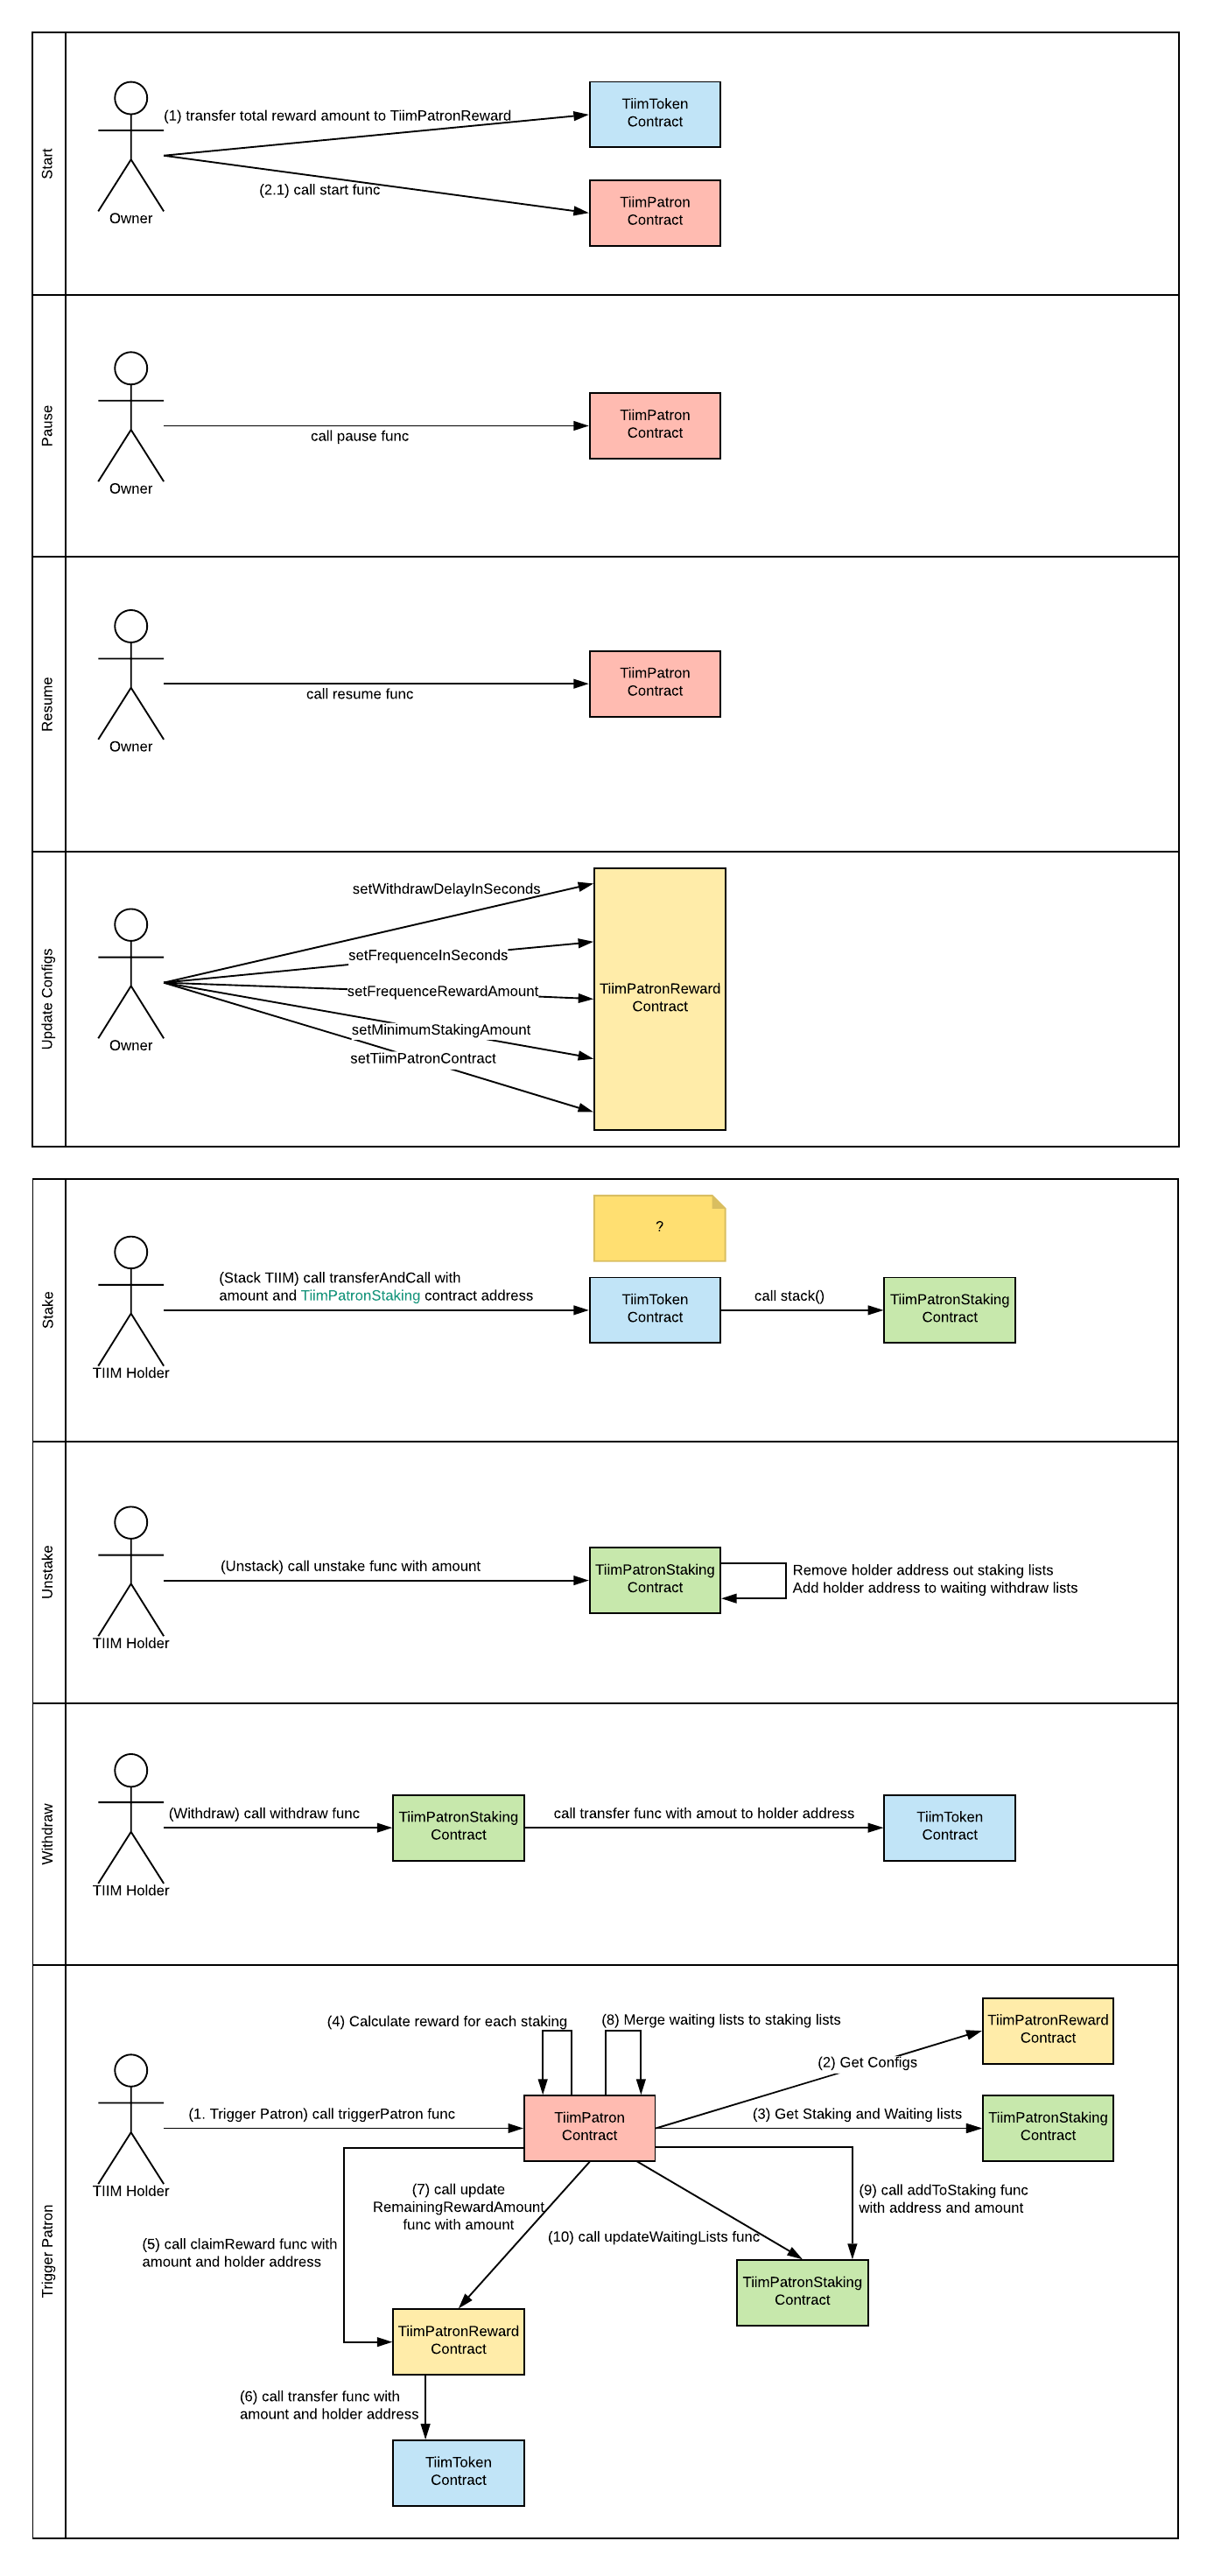 Start
(1) transfer total reward amount to TiimPatronReward
TiimToken
Contract
(2.1) call start func
TiimPatron
Contract
Owner
Pause
TiimPatron
Contract
call pause func
Owner
Resume
TiimPatron
Contract
call resume func
Owner
Update Configs
setWithdrawDelayInSeconds
setFrequenceInSeconds
setFrequenceRewardAmount
setMinimumStakingAmount
setTiimPatronContract
TiimPatronReward
Contract
Owner
Stake
?
(Stack TIIM) call transferAndCall with
amount and TiimPatronStaking contract address
TiimToken
Contract
call stack()
TiimPatronStaking
Contract
TIIM Holder
Unstake
(Unstack) call unstake func with amount
TiimPatronStaking
Contract
Remove holder address out staking lists
Add holder address to waiting withdraw lists
TIIM Holder
Withdraw
(Withdraw) call withdraw func
TiimPatronStaking
Contract
call transfer func with amout to holder address
TiimToken
Contract
TIIM Holder
Trigger Patron
(4) Calculate reward for each staking
(8) Merge waiting lists to staking lists
TiimPatronReward
Contract
(2) Get Configs
(1. Trigger Patron) call triggerPatron func
TiimPatron
Contract
(3) Get Staking and Waiting lists
TiimPatronStaking
Contract
TIIM Holder
(7) call update
RemainingRewardAmount
func with amount
(9) call addToStaking func
with address and amount
(5) call claimReward func with
amount and holder address
(10) call updateWaitingLists func
TiimPatronStaking
Contract
TiimPatronReward
Contract
(6) call transfer func with
amount and holder address
TiimToken
Contract